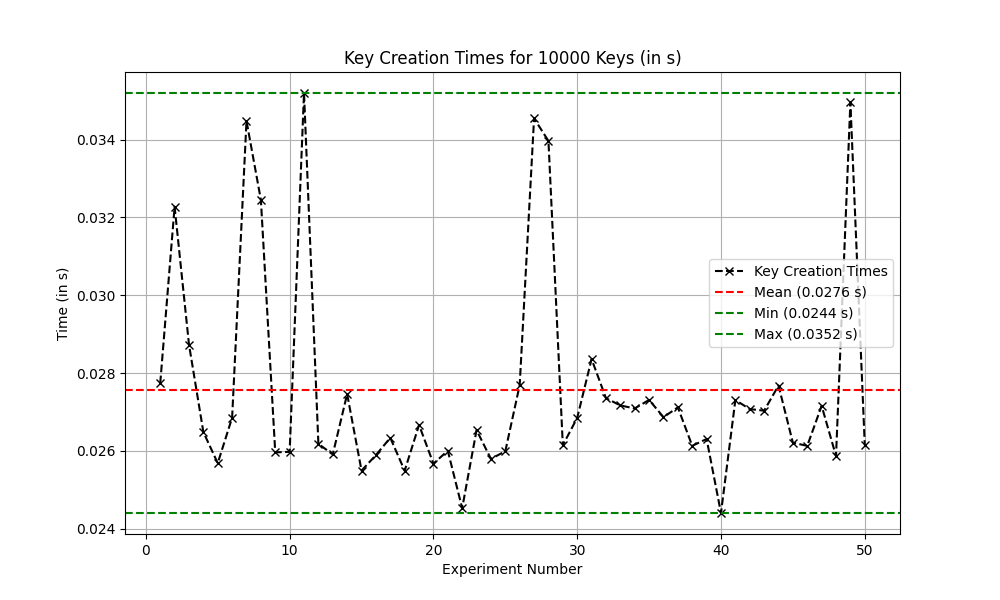 Key Creation Times for 10000 Keys (in s)
Time (in s)
0.034
0.032
0.030
0.028
0.026
0.024
Key Creation Times
Mean (0.0276 s)
Min (0.0244 s)
Max (0.0352 s)
0 10 20 30 40 50
Experiment Number